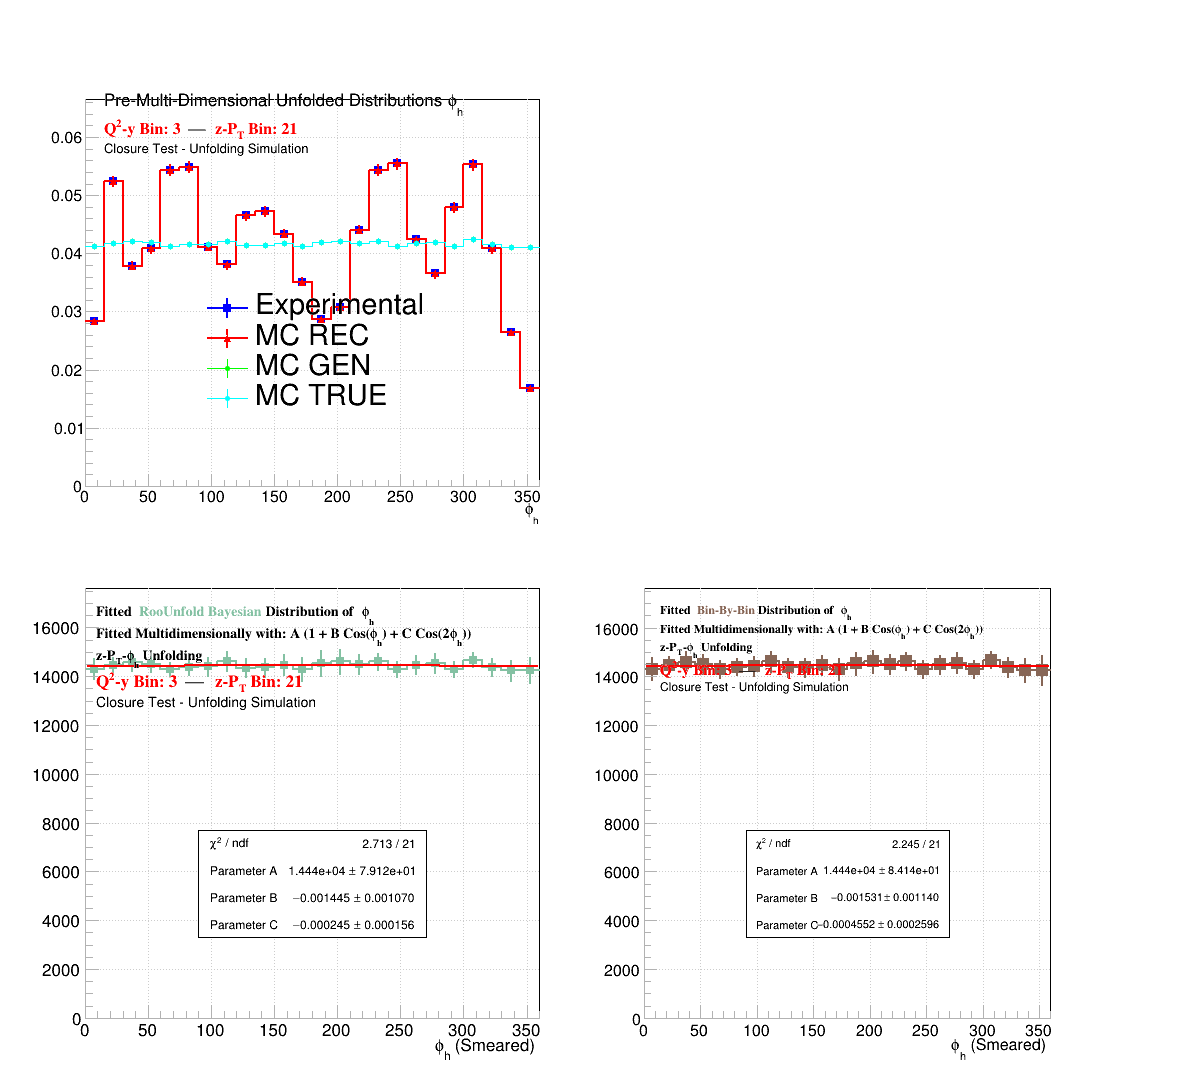 Pre-Multi-Dimensional Unfolded Distributions ϕh
Q²-y Bin: 3 — z-PT Bin: 21
Closure Test - Unfolding Simulation
0.06
0.05
0.04
0.03
0.02
0.01
0
Experimental
MC REC
MC GEN
MC TRUE
0 50 100 150 200 250 300 350
ϕh
Fitted RooUnfold Bayesian Distribution of ϕh
Fitted Multidimensionally with: A (1 + B Cos(ϕh) + C Cos(2ϕh))
z-PT-ϕh Unfolding
Q²-y Bin: 3 — z-PT Bin: 21
Closure Test - Unfolding Simulation
16000
14000
12000
10000
8000
6000
4000
2000
0
χ² / ndf 2.713 / 21
Parameter A 1.444e+04 ± 7.912e+01
Parameter B −0.001445 ± 0.001070
Parameter C −0.000245 ± 0.000156
0 50 100 150 200 250 300 350
ϕh (Smeared)
Fitted Bin-By-Bin Distribution of ϕh
Fitted Multidimensionally with: A (1 + B Cos(ϕh) + C Cos(2ϕh))
z-PT-ϕh Unfolding
Q²-y Bin: 3 — z-PT Bin: 21
Closure Test - Unfolding Simulation
16000
14000
12000
10000
8000
6000
4000
2000
0
χ² / ndf 2.245 / 21
Parameter A 1.444e+04 ± 8.414e+01
Parameter B −0.001531 ± 0.001140
Parameter C −0.0004552 ± 0.0002596
0 50 100 150 200 250 300 350
ϕh (Smeared)